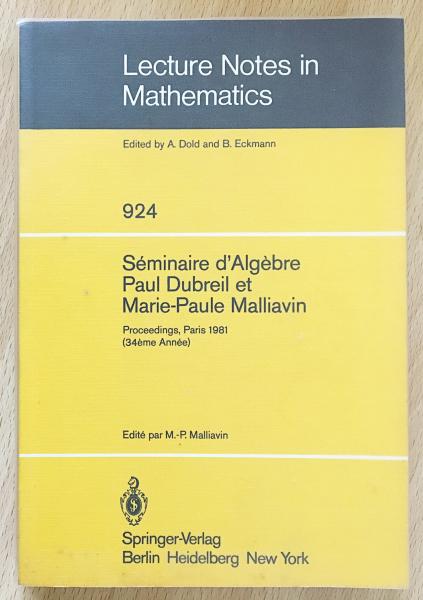 Lecture Notes in
Mathematics
Edited by A. Dold and B. Eckmann
924
Séminaire d'Algèbre
Paul Dubreil et
Marie-Paule Malliavin
Proceedings, Paris 1981
(34ème Année)
Edité par M.-P. Malliavin
Springer-Verlag
Berlin Heidelberg New York